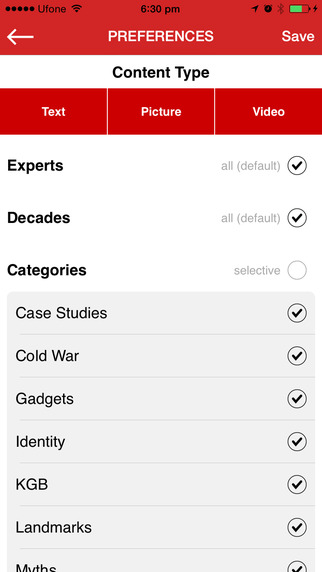 Ufone 6:30 pm
PREFERENCES Save
Content Type
Text Picture Video
Experts all (default)
Decades all (default)
Categories selective
Case Studies
Cold War
Gadgets
Identity
KGB
Landmarks
Myths